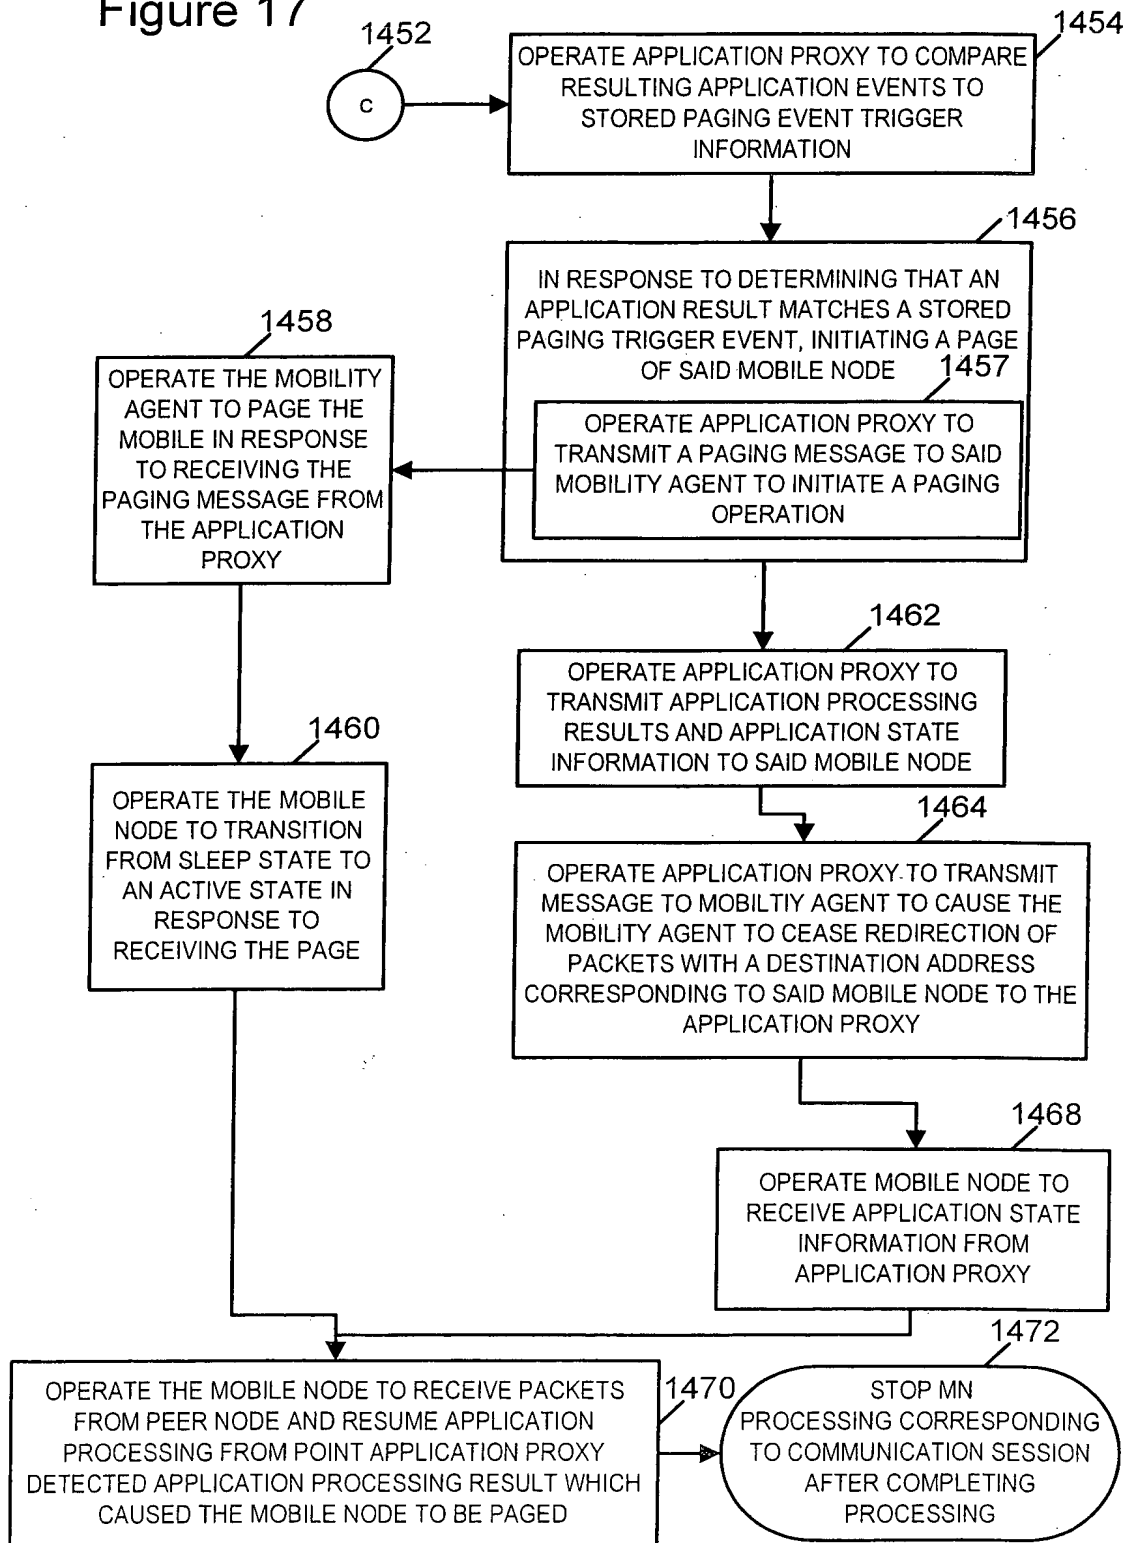 Figure 17
1452
C
1454
OPERATE APPLICATION PROXY TO COMPARE
RESULTING APPLICATION EVENTS TO
STORED PAGING EVENT TRIGGER
INFORMATION
1456
IN RESPONSE TO DETERMINING THAT AN
APPLICATION RESULT MATCHES A STORED
PAGING TRIGGER EVENT, INITIATING A PAGE
OF SAID MOBILE NODE
1457
OPERATE APPLICATION PROXY TO
TRANSMIT A PAGING MESSAGE TO SAID
MOBILITY AGENT TO INITIATE A PAGING
OPERATION
1458
OPERATE THE MOBILITY
AGENT TO PAGE THE
MOBILE IN RESPONSE
TO RECEIVING THE
PAGING MESSAGE FROM
THE APPLICATION
PROXY
1460
OPERATE THE MOBILE
NODE TO TRANSITION
FROM SLEEP STATE TO
AN ACTIVE STATE IN
RESPONSE TO
RECEIVING THE PAGE
1462
OPERATE APPLICATION PROXY TO
TRANSMIT APPLICATION PROCESSING
RESULTS AND APPLICATION STATE
INFORMATION TO SAID MOBILE NODE
1464
OPERATE APPLICATION PROXY TO TRANSMIT
MESSAGE TO MOBILTIY AGENT TO CAUSE THE
MOBILITY AGENT TO CEASE REDIRECTION OF
PACKETS WITH A DESTINATION ADDRESS
CORRESPONDING TO SAID MOBILE NODE TO THE
APPLICATION PROXY
1468
OPERATE MOBILE NODE TO
RECEIVE APPLICATION STATE
INFORMATION FROM
APPLICATION PROXY
1470
OPERATE THE MOBILE NODE TO RECEIVE PACKETS
FROM PEER NODE AND RESUME APPLICATION
PROCESSING FROM POINT APPLICATION PROXY
DETECTED APPLICATION PROCESSING RESULT WHICH
CAUSED THE MOBILE NODE TO BE PAGED
1472
STOP MN
PROCESSING CORRESPONDING
TO COMMUNICATION SESSION
AFTER COMPLETING
PROCESSING